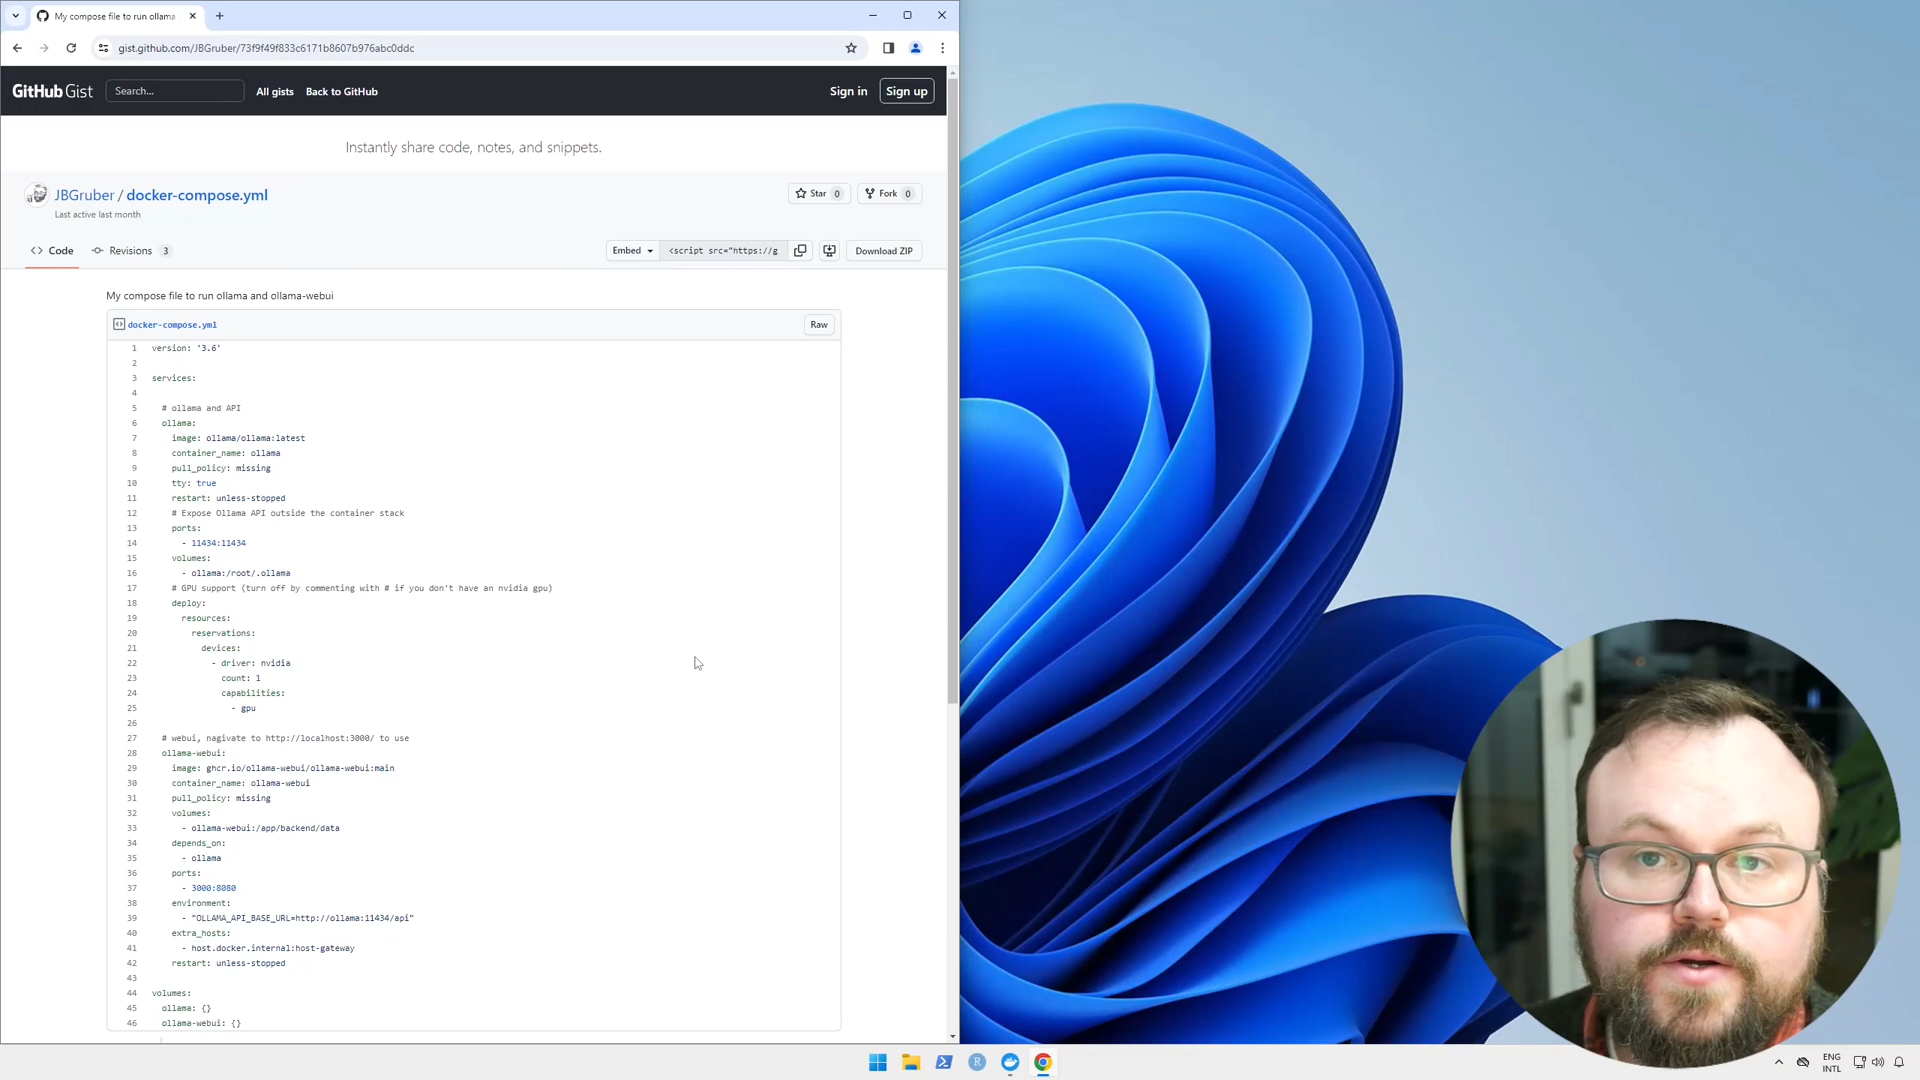 My compose file to run ollama
gist.github.com/JBGruber/73f9f49f833c6171b8607b976abc0ddc
GitHub Gist
Search...
All gists
Back to GitHub
Sign in
Sign up
Instantly share code, notes, and snippets.
JBGruber / docker-compose.yml
Last active last month
Star 0
Fork 0
Code
Revisions 3
Embed
<script src="https://g
Download ZIP
My compose file to run ollama and ollama-webui
docker-compose.yml
Raw
1 version: '3.6'
2
3 services:
4
5 # ollama and API
6 ollama:
7 image: ollama/ollama:latest
8 container_name: ollama
9 pull_policy: missing
10 tty: true
11 restart: unless-stopped
12 # Expose Ollama API outside the container stack
13 ports:
14 - 11434:11434
15 volumes:
16 - ollama:/root/.ollama
17 # GPU support (turn off by commenting with # if you don't have an nvidia gpu)
18 deploy:
19 resources:
20 reservations:
21 devices:
22 - driver: nvidia
23 count: 1
24 capabilities:
25 - gpu
26
27 # webui, nagivate to http://localhost:3000/ to use
28 ollama-webui:
29 image: ghcr.io/ollama-webui/ollama-webui:main
30 container_name: ollama-webui
31 pull_policy: missing
32 volumes:
33 - ollama-webui:/app/backend/data
34 depends_on:
35 - ollama
36 ports:
37 - 3000:8080
38 environment:
39 - "OLLAMA_API_BASE_URL=http://ollama:11434/api"
40 extra_hosts:
41 - host.docker.internal:host-gateway
42 restart: unless-stopped
43
44 volumes:
45 ollama: {}
46 ollama-webui: {}
ENG
INTL